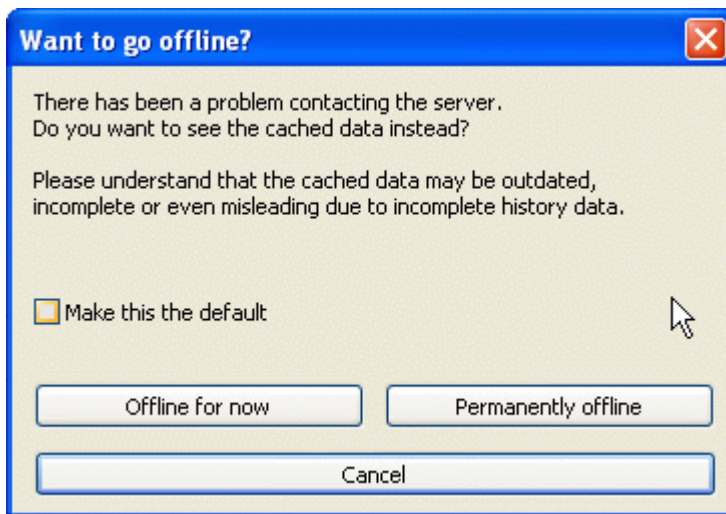 Want to go offline?
There has been a problem contacting the server.
Do you want to see the cached data instead?
Please understand that the cached data may be outdated,
incomplete or even misleading due to incomplete history data.
Make this the default
Offline for now
Permanently offline
Cancel